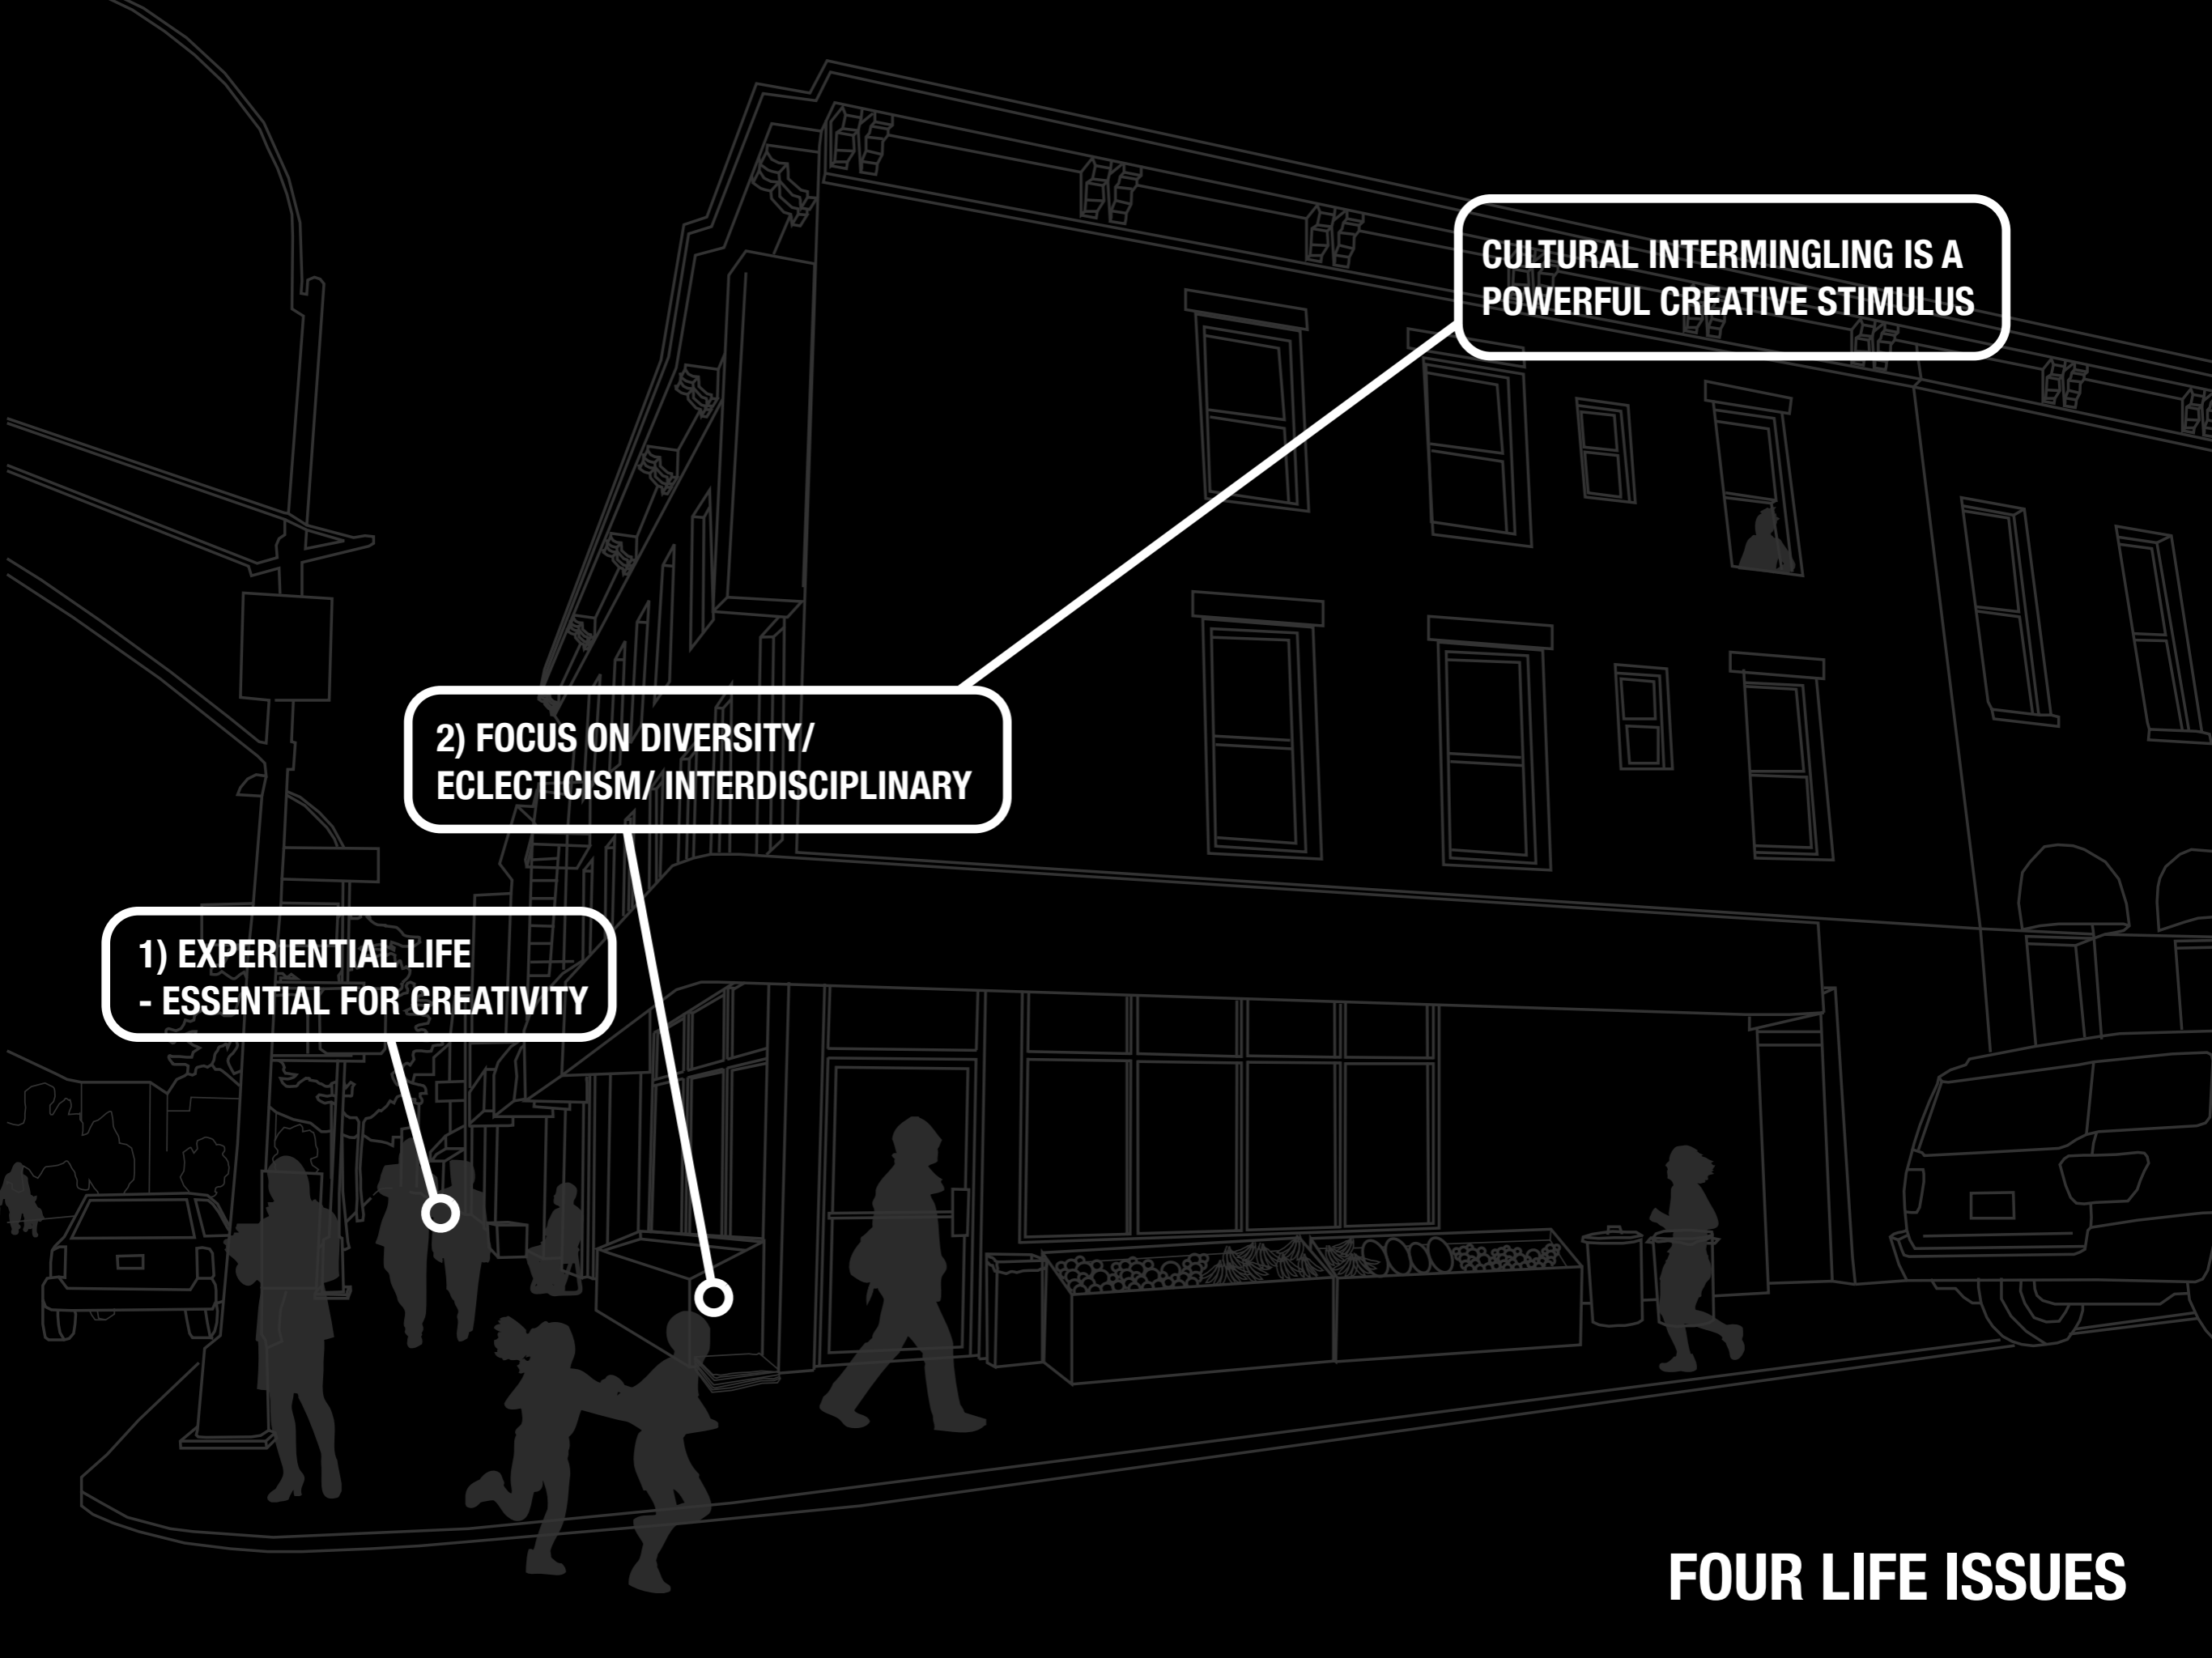 CULTURAL INTERMINGLING IS A
POWERFUL CREATIVE STIMULUS
2) FOCUS ON DIVERSITY/
ECLECTICISM/ INTERDISCIPLINARY
1) EXPERIENTIAL LIFE
- ESSENTIAL FOR CREATIVITY
FOUR LIFE ISSUES